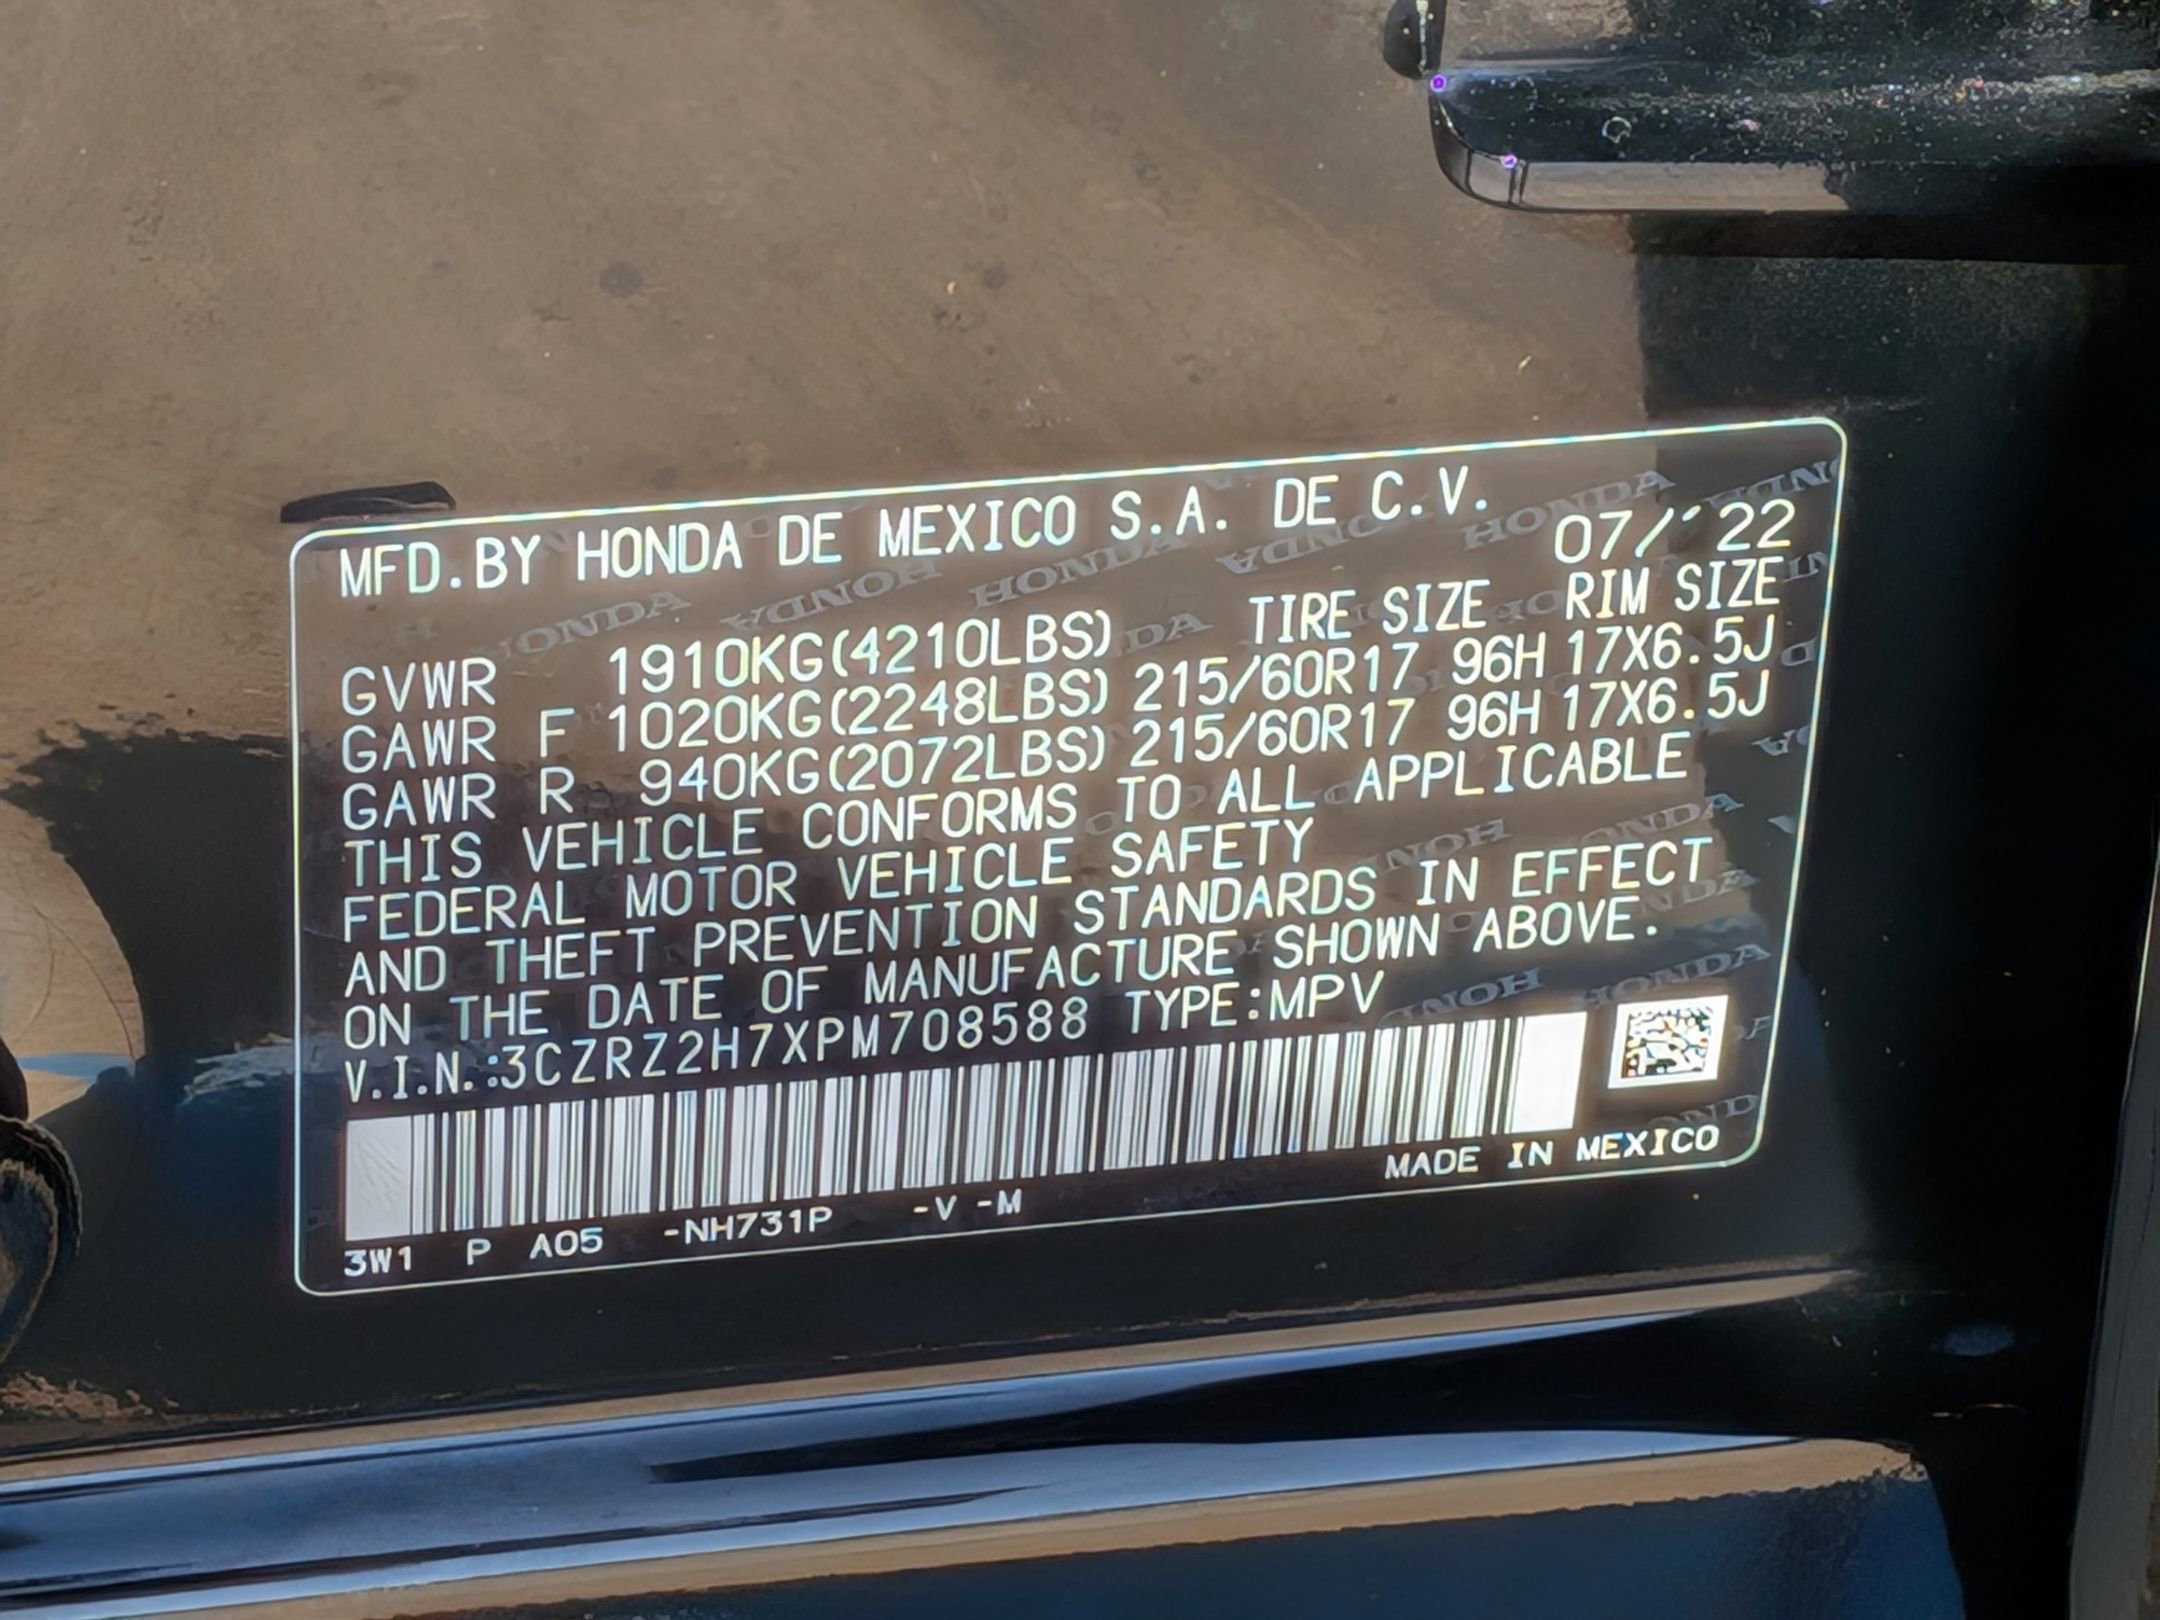 MFD.BY HONDA DE MEXICO S.A. DE C.V.
07/'22
TIRE SIZE RIM SIZE
GVWR 1910KG(4210LBS)
GAWR F 1020KG(2248LBS) 215/60R17 96H 17X6.5J
GAWR R 940KG(2072LBS) 215/60R17 96H 17X6.5J
THIS VEHICLE CONFORMS TO ALL APPLICABLE
FEDERAL MOTOR VEHICLE SAFETY
AND THEFT PREVENTION STANDARDS IN EFFECT
ON THE DATE OF MANUFACTURE SHOWN ABOVE.
V.I.N.:3CZRZ2H7XPM708588 TYPE:MPV
MADE IN MEXICO
3W1 P A05 -NH731P -V -M